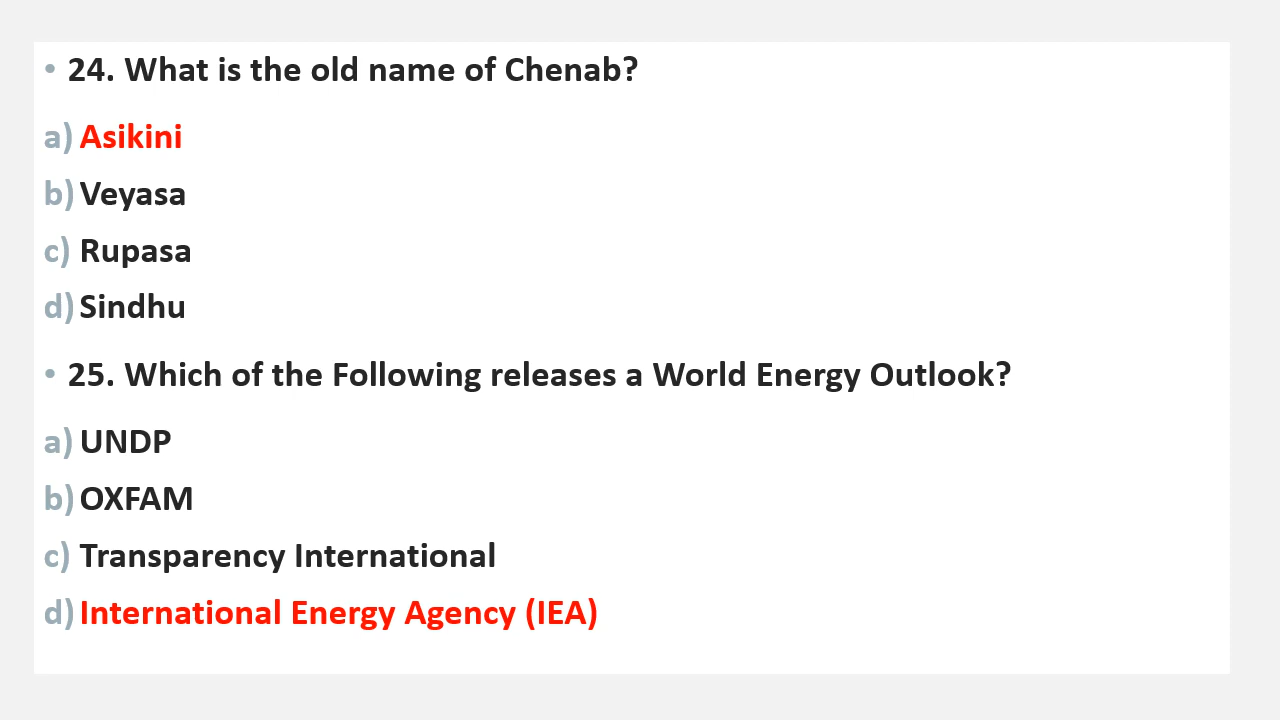 • 24. What is the old name of Chenab?
a) Asikini
b) Veyasa
c) Rupasa
d) Sindhu
• 25. Which of the Following releases a World Energy Outlook?
a) UNDP
b) OXFAM
c) Transparency International
d) International Energy Agency (IEA)